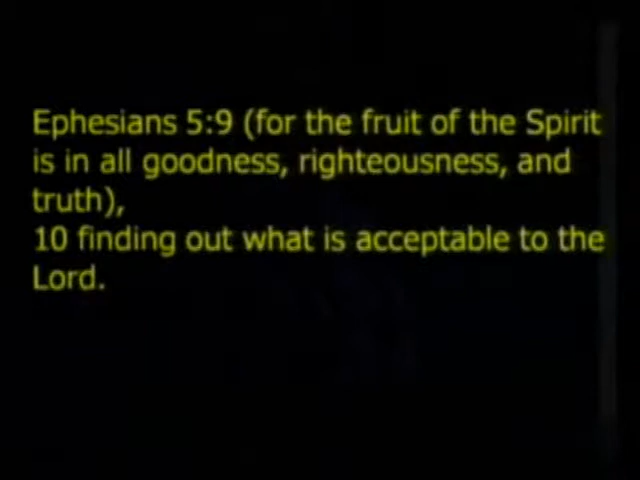 Ephesians 5:9 (for the fruit of the Spirit
is in all goodness, righteousness, and
truth),
10 finding out what is acceptable to the
Lord.